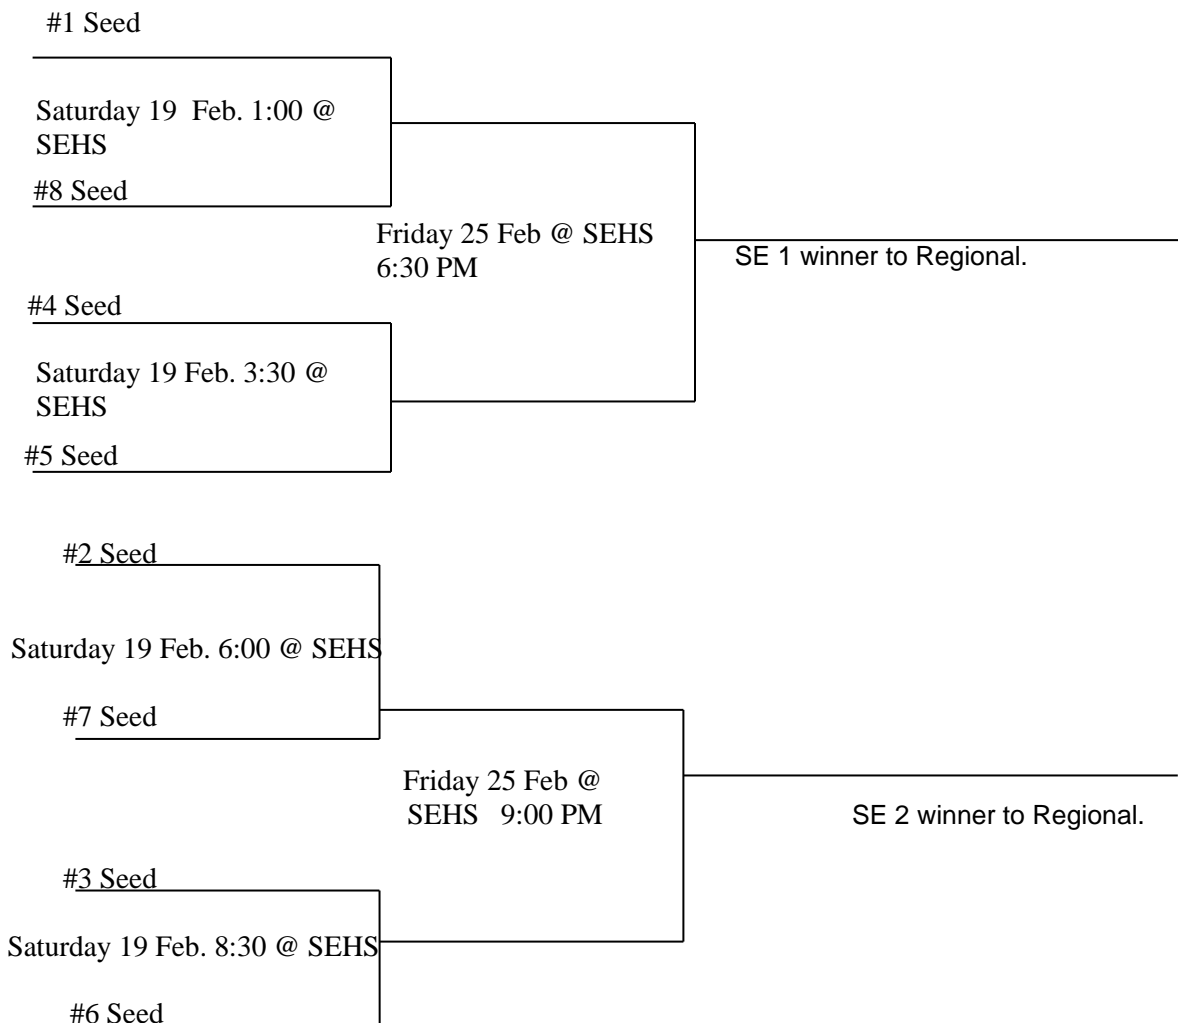 #1 Seed
Saturday 19  Feb. 1:00 @
SEHS
#8 Seed
Friday 25 Feb @ SEHS
6:30 PM
SE 1 winner to Regional.
#4 Seed
Saturday 19 Feb. 3:30 @
SEHS
#5 Seed
#2 Seed
Saturday 19 Feb. 6:00 @ SEHS
#7 Seed
Friday 25 Feb @
SEHS   9:00 PM
SE 2 winner to Regional.
#3 Seed
Saturday 19 Feb. 8:30 @ SEHS
#6 Seed